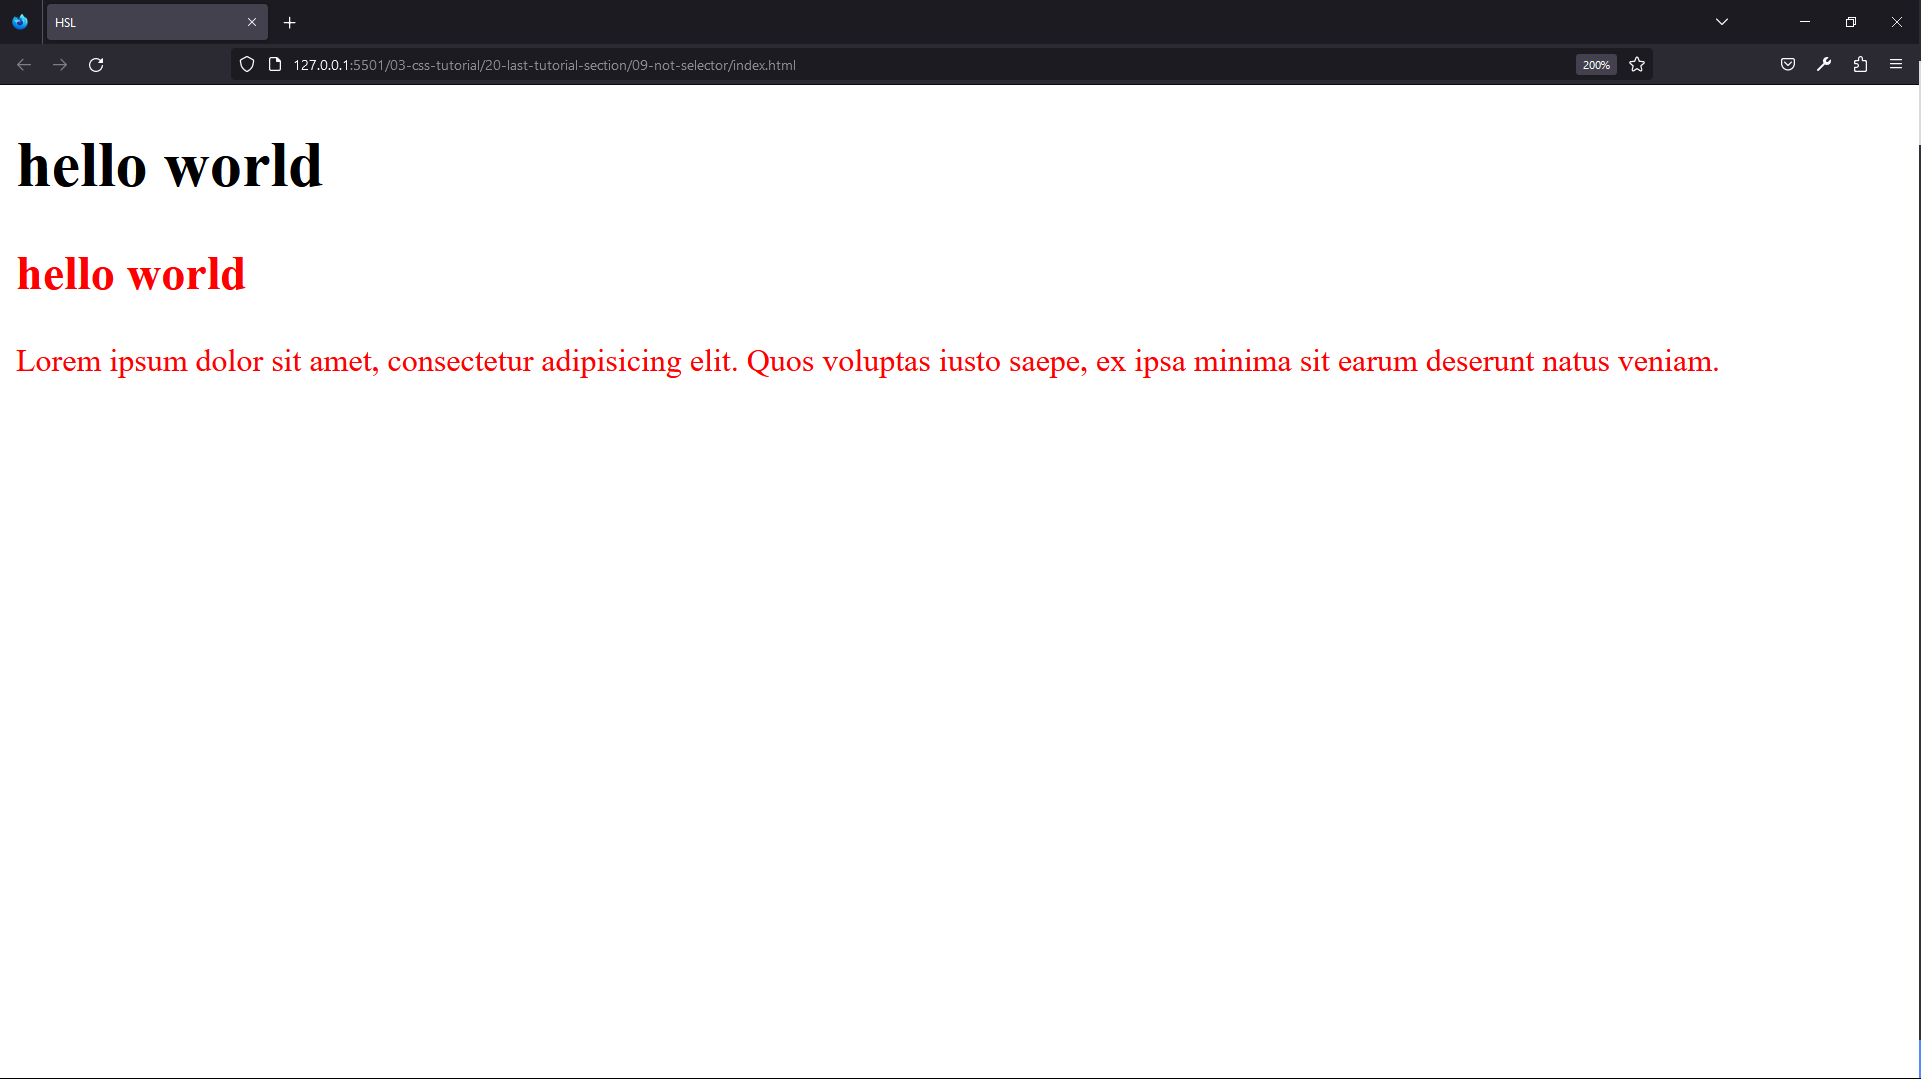 HSL
127.0.0.1:5501/03-css-tutorial/20-last-tutorial-section/09-not-selector/index.html
200%
hello world
hello world
Lorem ipsum dolor sit amet, consectetur adipisicing elit. Quos voluptas iusto saepe, ex ipsa minima sit earum deserunt natus veniam.